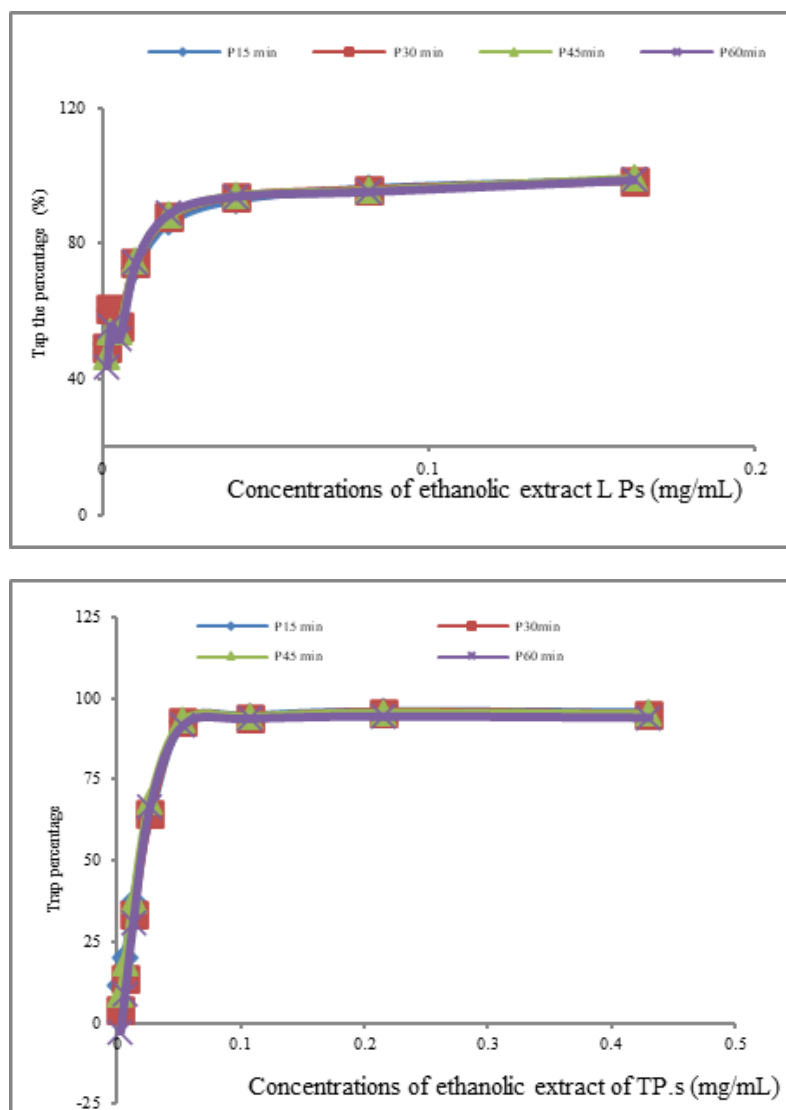 P15 min P30 min P45min P60min
120
80
40
0
Tap the percentage (%)
0 0.1 0.2
Concentrations of ethanolic extract L Ps (mg/mL)
P15 min P30min
P45 min P60 min
125
100
75
50
25
0
-25
Trap percentage
0 0.1 0.2 0.3 0.4 0.5
Concentrations of ethanolic extract of TP.s (mg/mL)